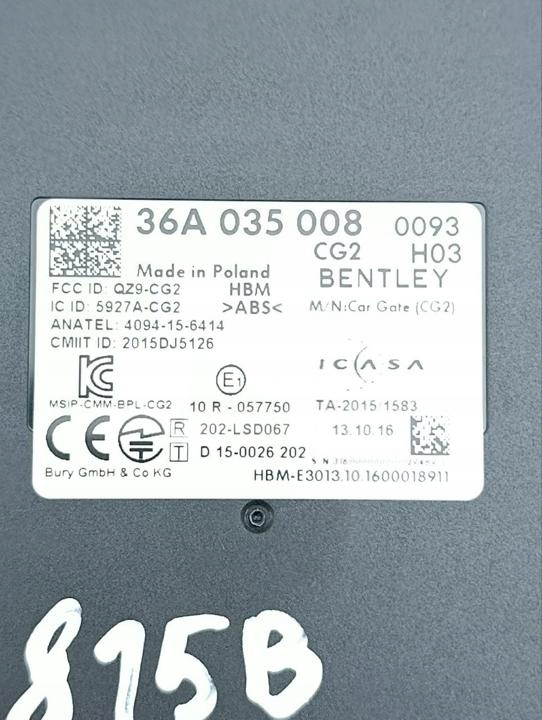 36A 035 008 0093
CG2 H03
Made in Poland BENTLEY
FCC ID: QZ9-CG2 HBM
IC ID: 5927A-CG2 >ABS< M/N:Car Gate (CG2)
ANATEL: 4094-15-6414
CMIIT ID: 2015DJ5126
ICASA
E1
MSIP-CMM-BPL-CG2 10 R - 057750 TA-2015/1583
CE R 202-LSD067 13.10.16
T D 15-0026 202
S N
Bury GmbH & Co KG HBM-E3013.10.1600018911
815B